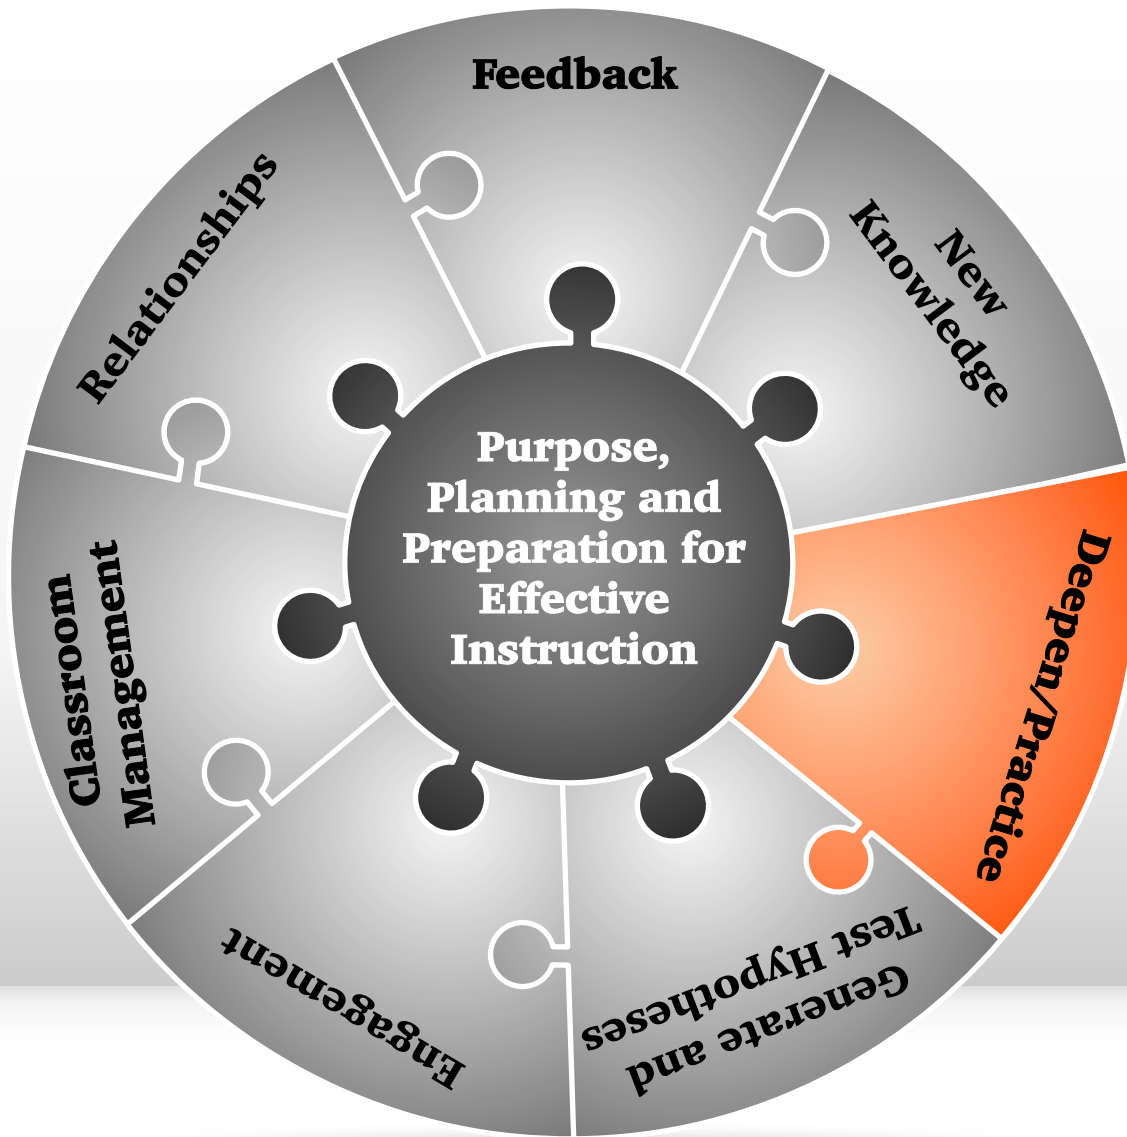 Feedback
New
Knowledge
Deepen/Practice
Generate and
Test Hypotheses
Engagement
Classroom
Management
Relationships
Purpose,
Planning and
Preparation for
Effective
Instruction